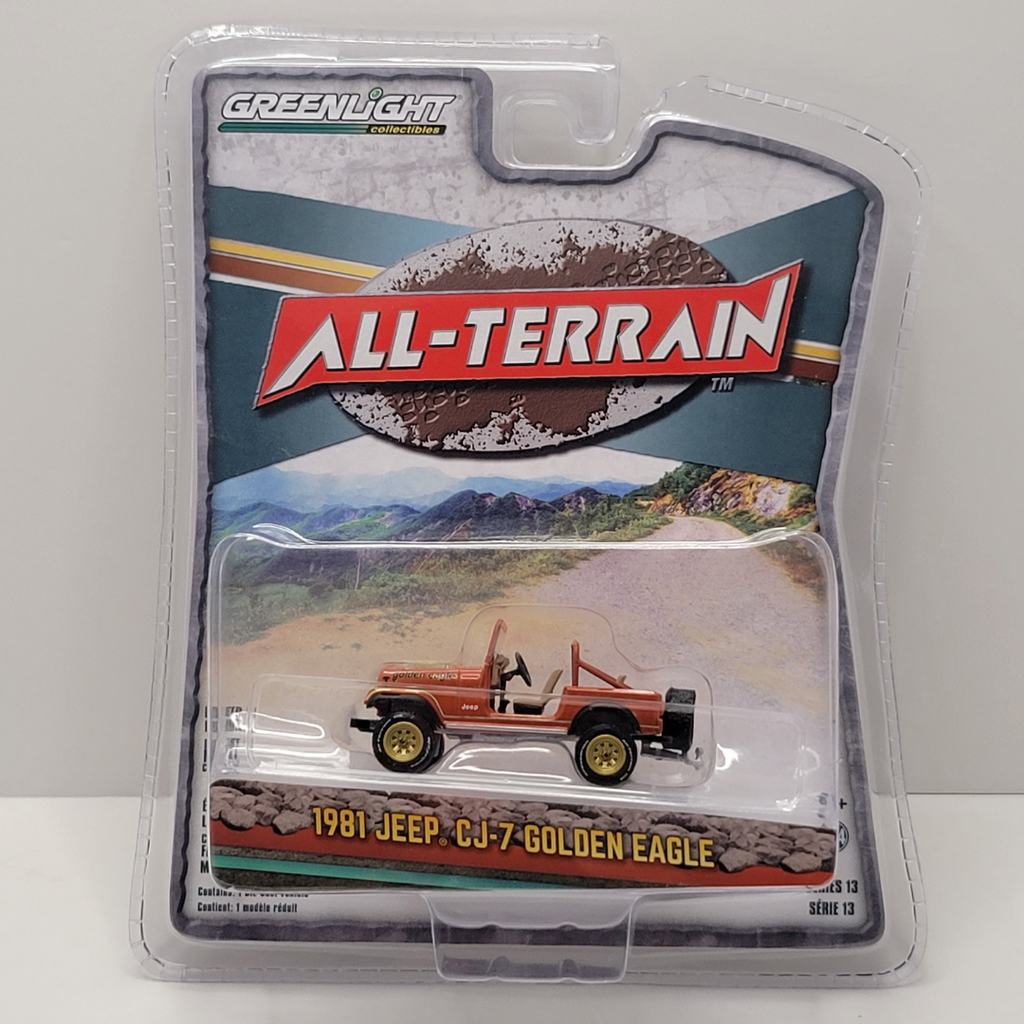 GREENLiGHT
collectibles
ALL-TERRAIN
TM
golden eagle
Jeep
1981 JEEP® CJ-7 GOLDEN EAGLE
Contains: 1 Die-Cast Vehicle
Contient: 1 modèle réduit
SERIES 13
SÉRIE 13